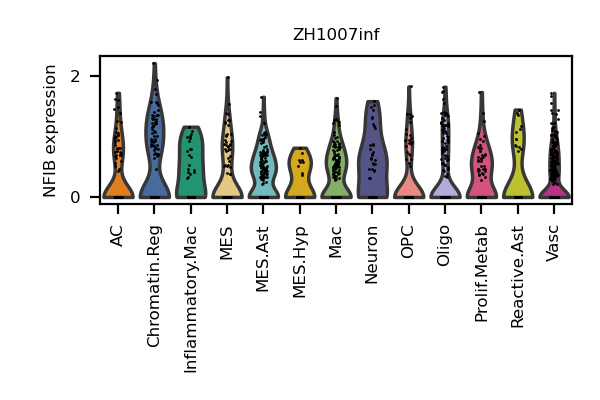 ZH1007inf
NFIB expression
2
0
AC
Chromatin.Reg
Inflammatory.Mac
MES
MES.Ast
MES.Hyp
Mac
Neuron
OPC
Oligo
Prolif.Metab
Reactive.Ast
Vasc